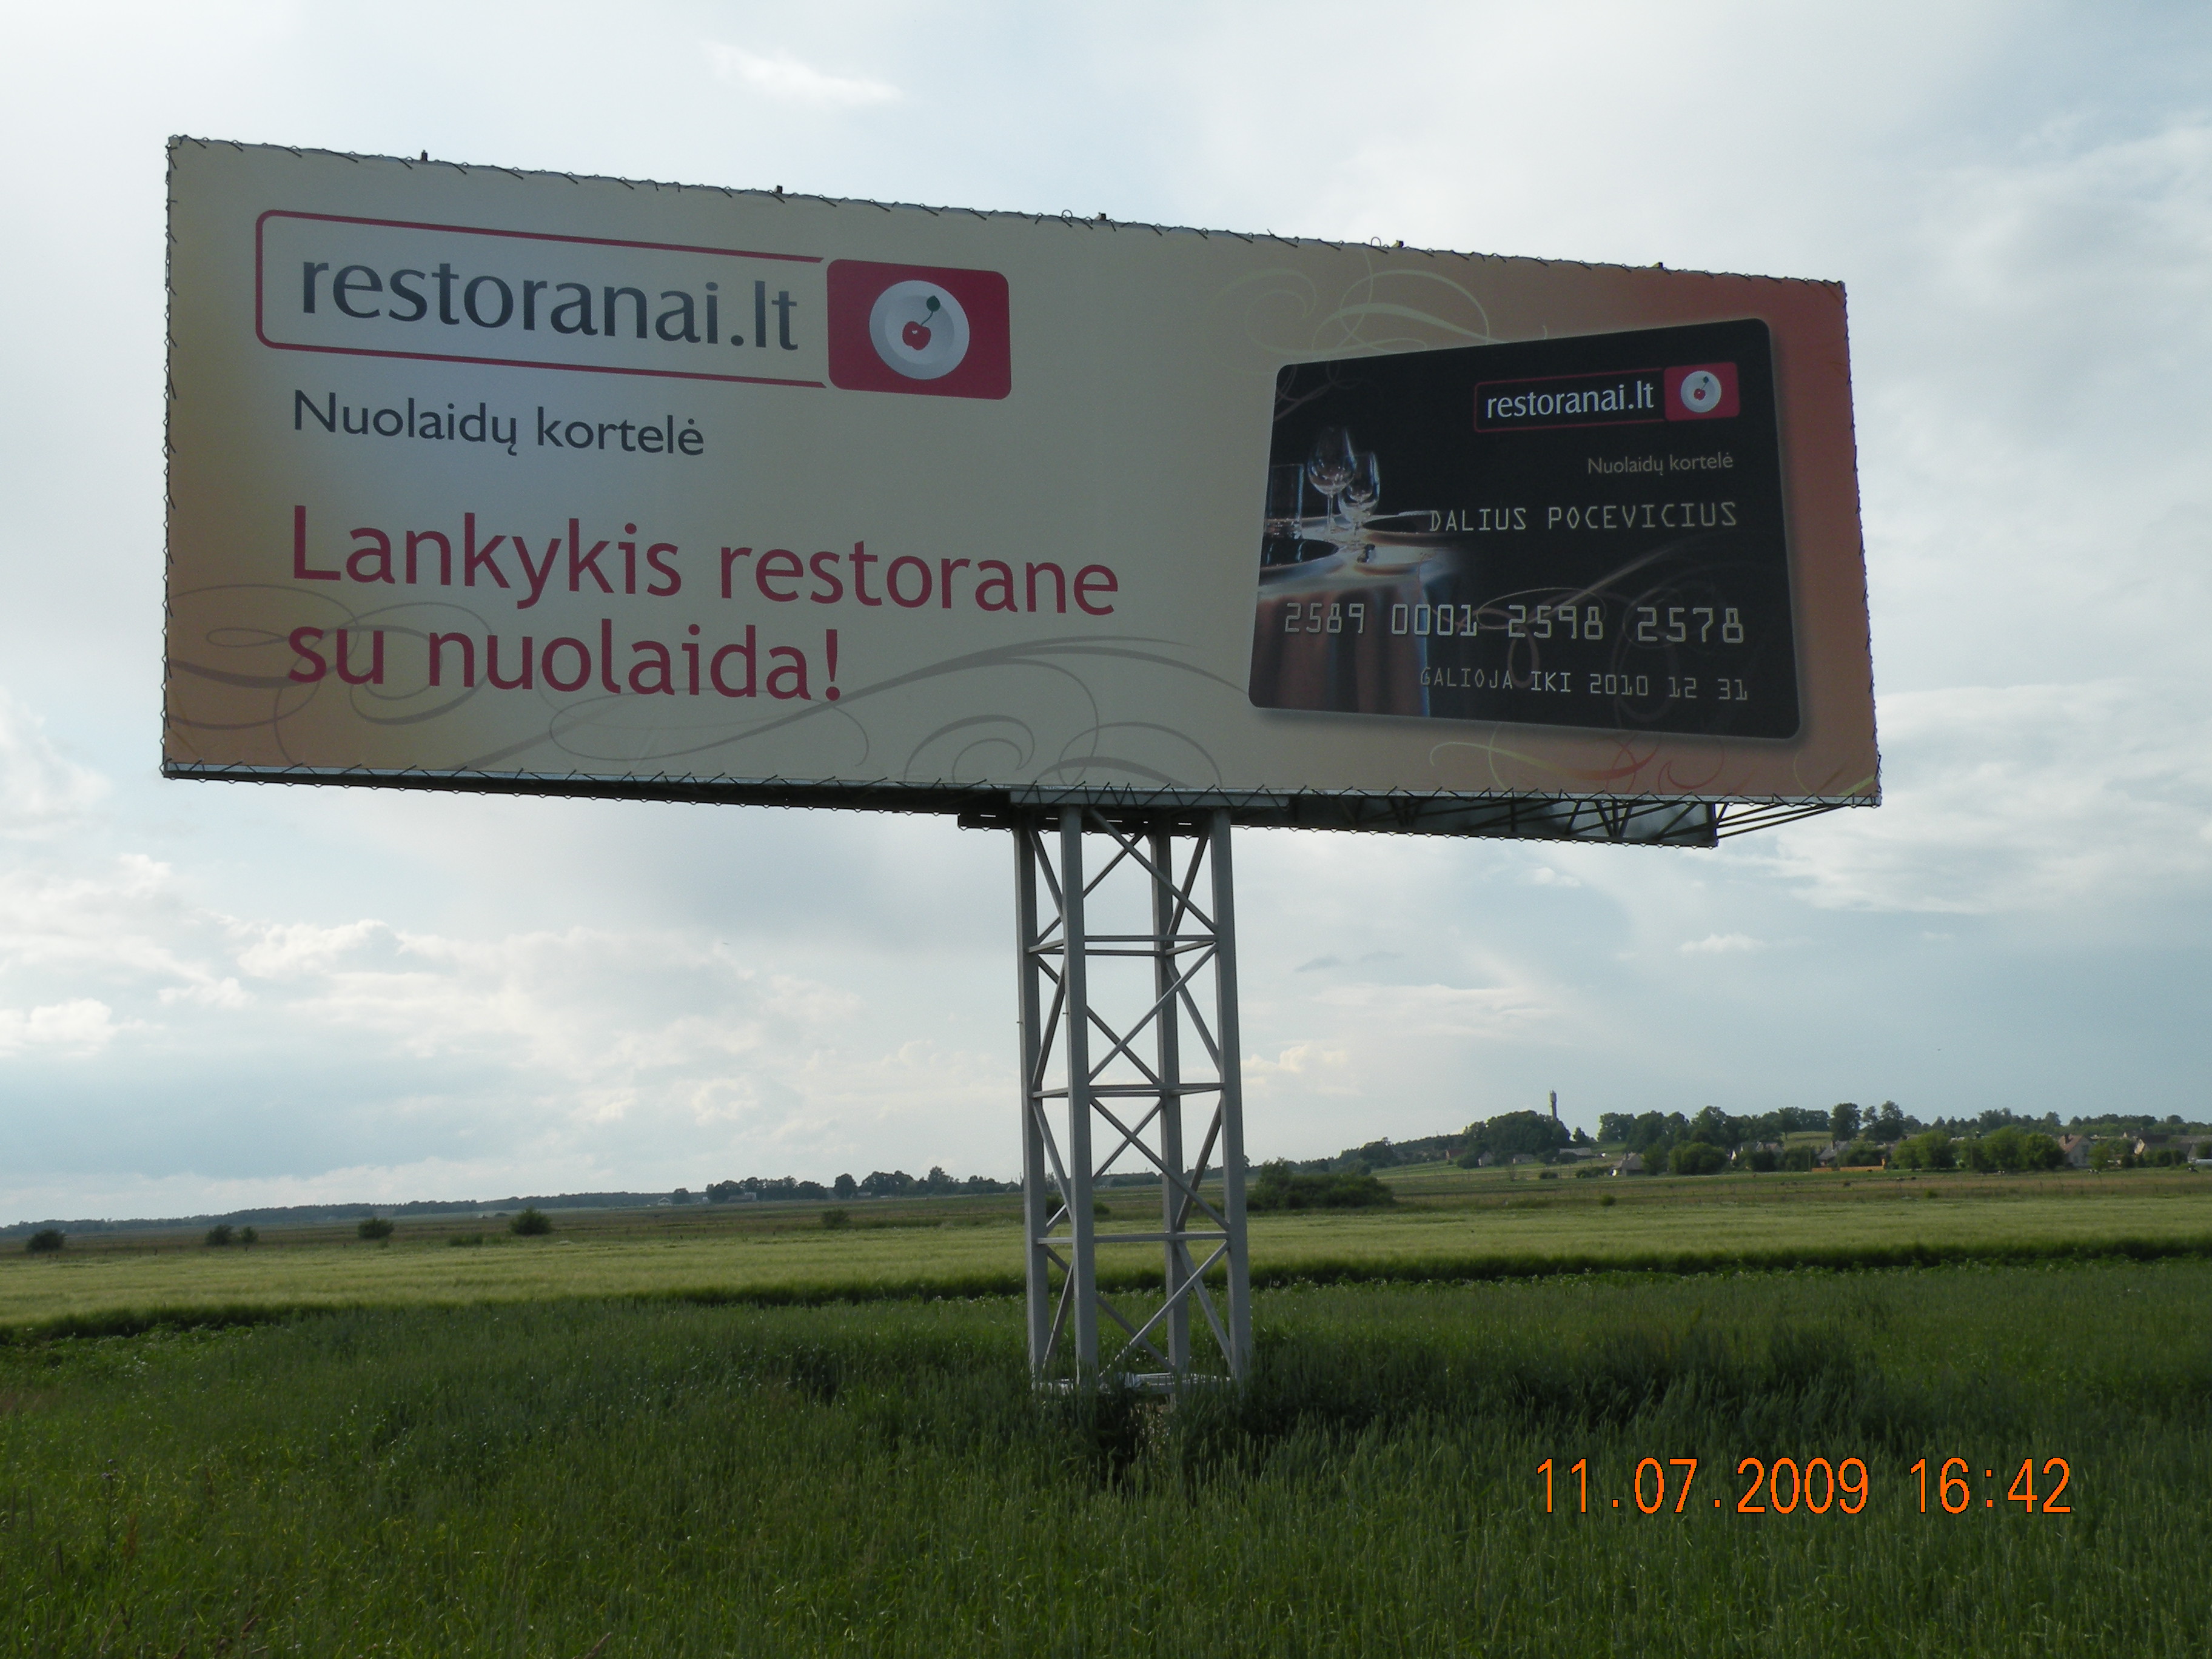 restoranai.lt
Nuolaidų kortelė
Lankykis restorane
su nuolaida!
restoranai.lt
Nuolaidų kortelė
DALIUS POCEVICIUS
2589 0001 2598 2578
GALIOJA IKI 2010 12 31
11.07.2009 16:42